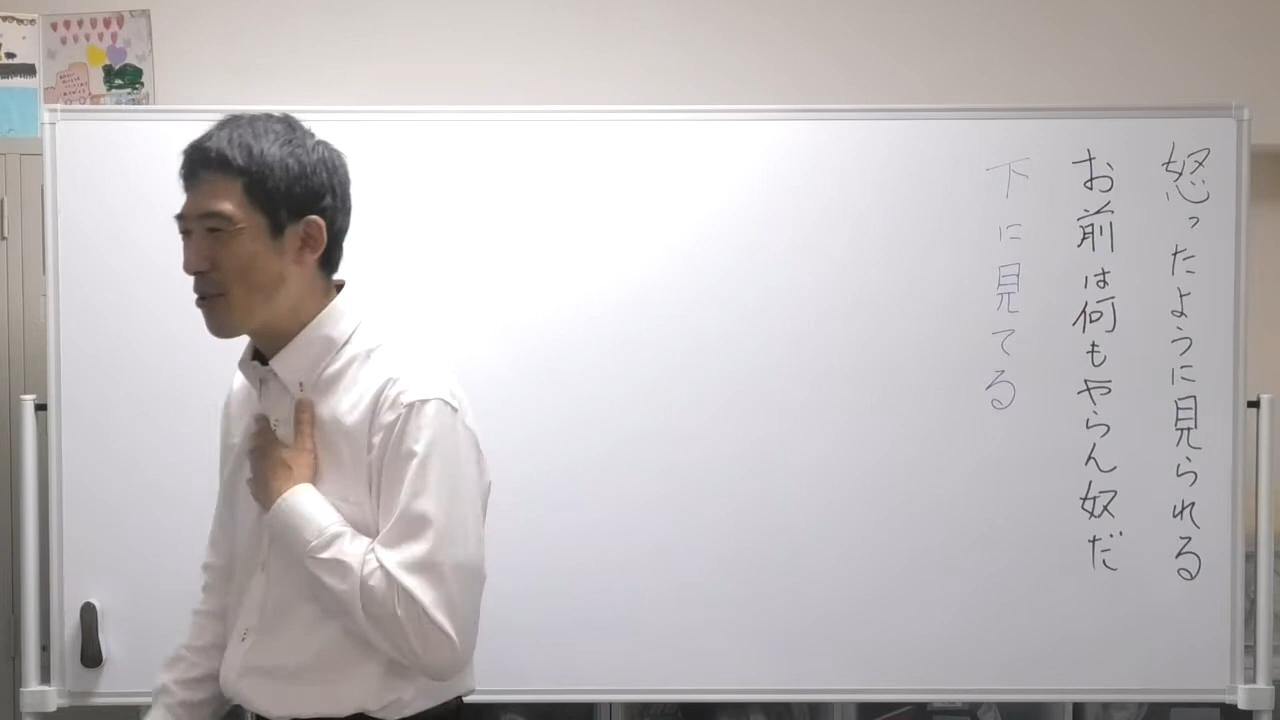 怒ったように見られる
お前は何もやらん奴だ
下に見てる